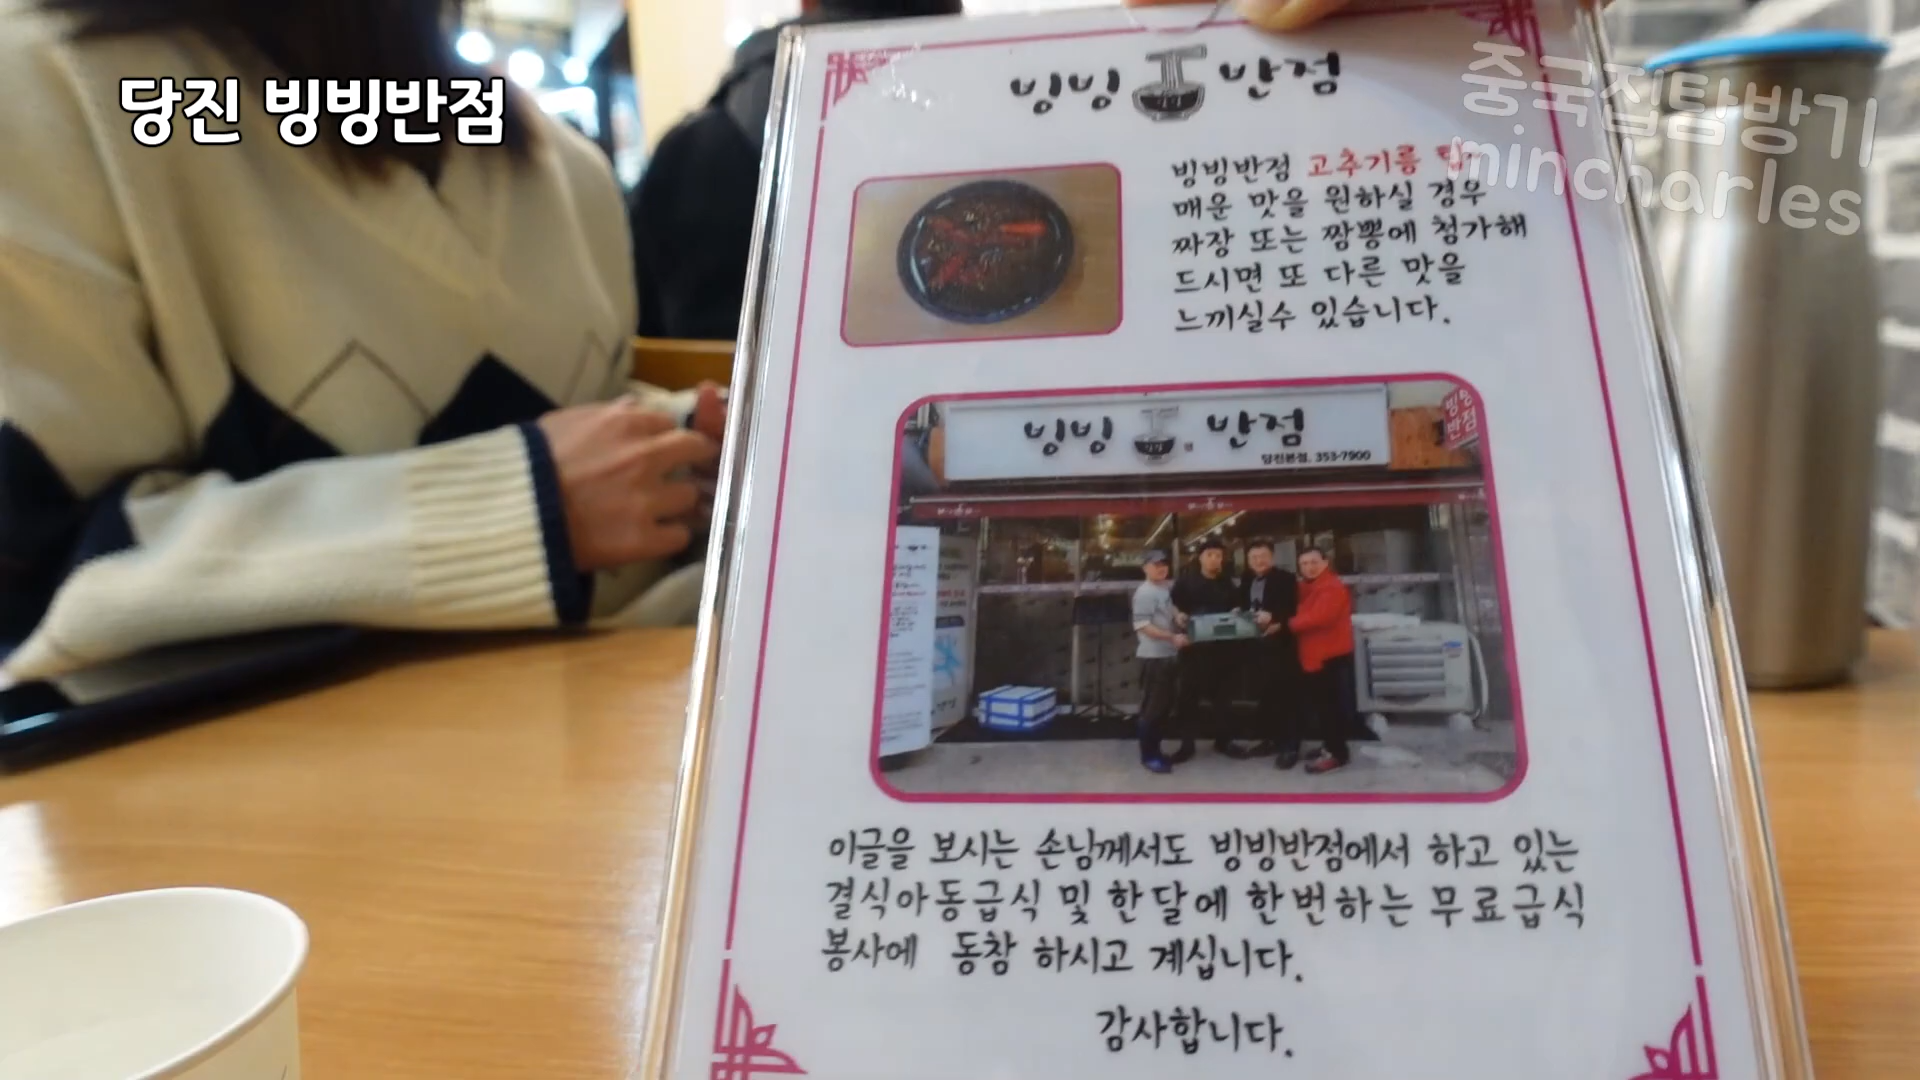 당진 빙빙반점
중국집탐방기
mincharles
빙빙 반점
빙빙반점 고추기름
매운 맛을 원하실 경우
짜장 또는 짬뽕에 첨가해
드시면 또 다른 맛을
느끼실수 있습니다.
빙빙 반점
당진본점. 353-7900
빙빙
반점
이글을 보시는 손님께서도 빙빙반점에서 하고 있는
결식아동급식 및 한달에 한번하는 무료급식
봉사에 동참 하시고 계십니다.
감사합니다.